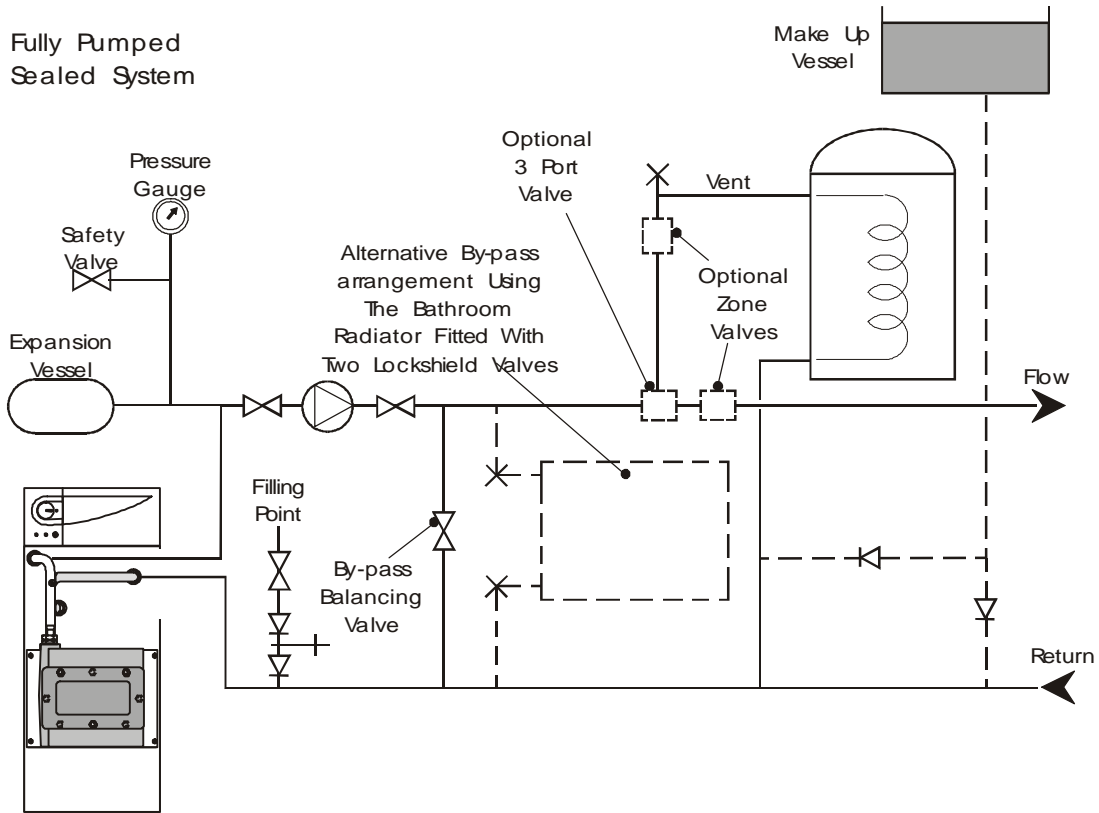 Fully Pumped
Sealed System
Make Up
Vessel
Optional
3 Port
Valve
Pressure
Gauge
Vent
Safety
Valve
Alternative By-pass
arrangement Using
The Bathroom
Radiator Fitted With
Two Lockshield Valves
Optional
Zone
Valves
Expansion
Vessel
Flow
Filling
Point
By-pass
Balancing
Valve
Return